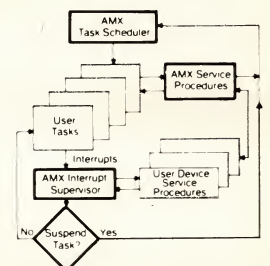 AMX
Task Scheduler
AMX Service
Procedures
User
Tasks
Interrupts
AMX Interrupt
Supervisor
User Device
Service
Procedures
No
Suspend
Task?
Yes